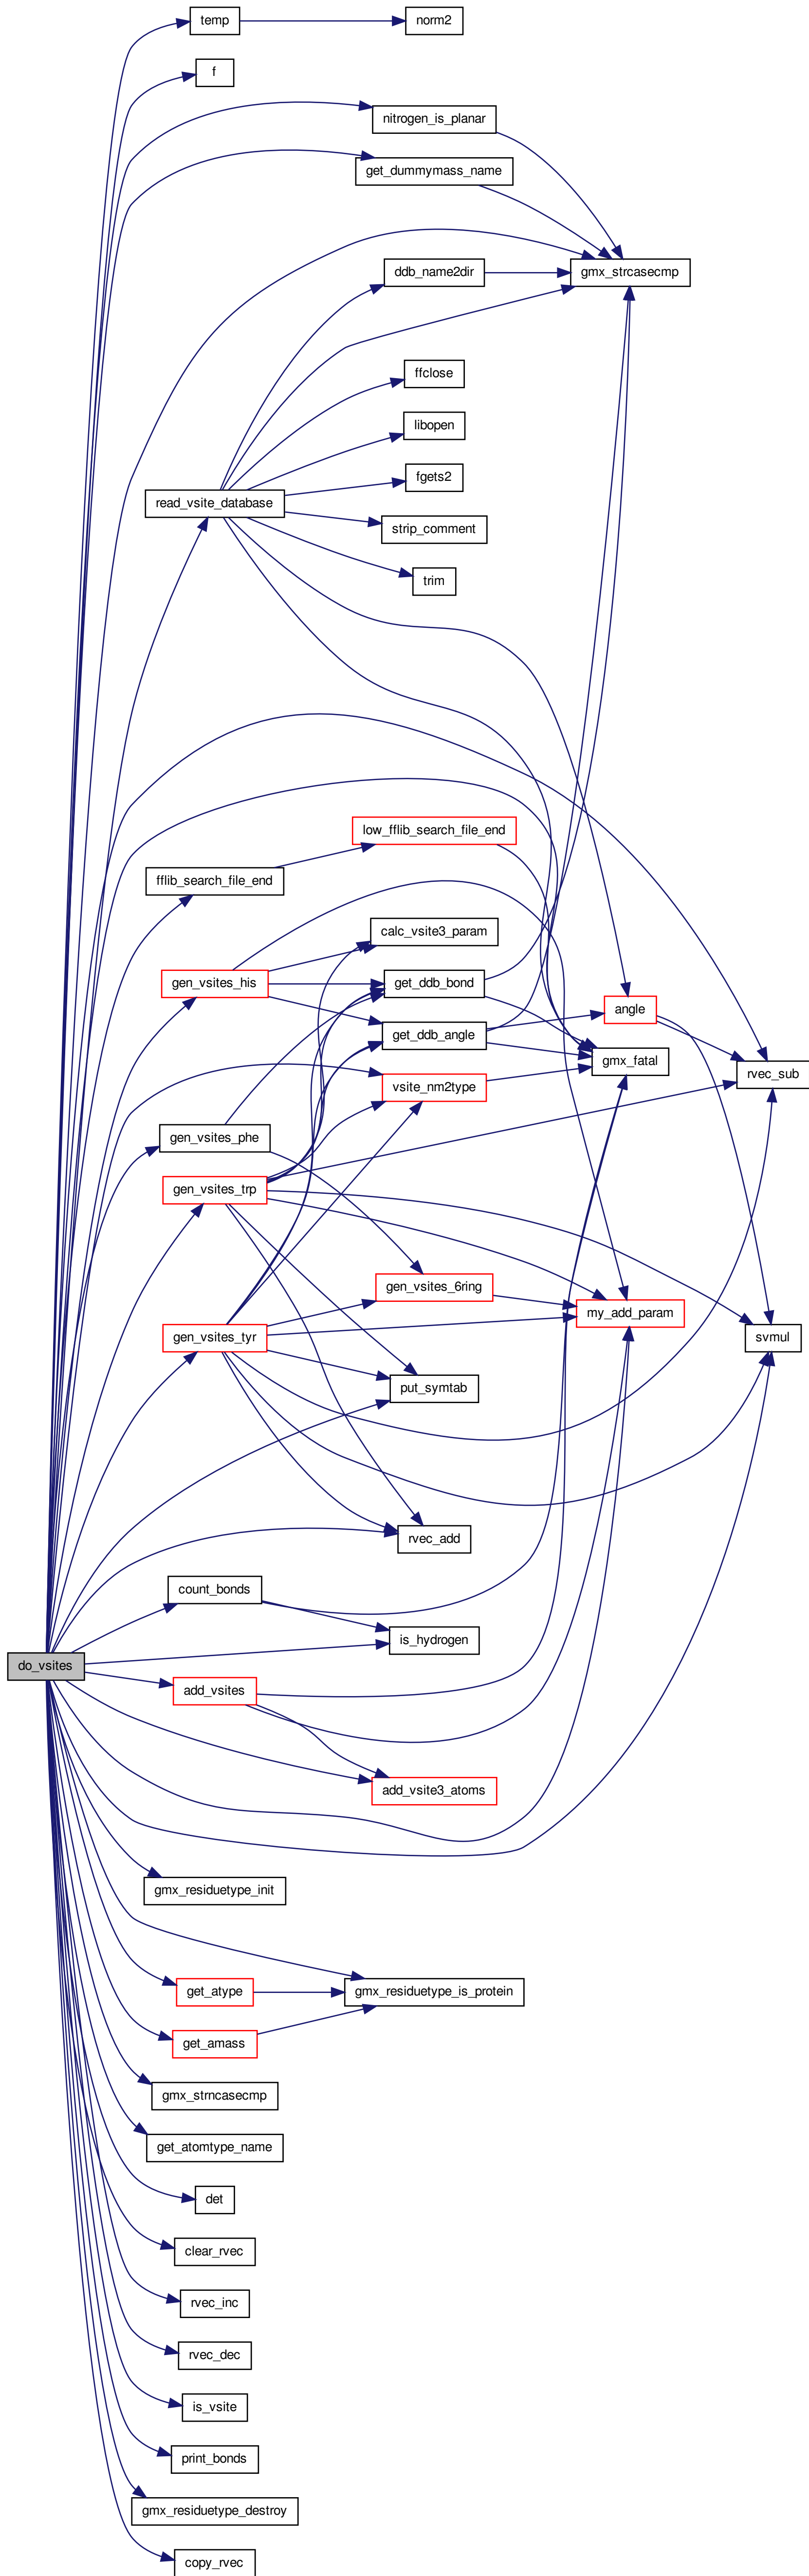 temp
norm2
f
nitrogen_is_planar
get_dummymass_name
ddb_name2dir
gmx_strcasecmp
ffclose
libopen
fgets2
read_vsite_database
strip_comment
trim
low_fflib_search_file_end
fflib_search_file_end
calc_vsite3_param
gen_vsites_his
get_ddb_bond
angle
get_ddb_angle
gmx_fatal
rvec_sub
vsite_nm2type
gen_vsites_phe
gen_vsites_trp
gen_vsites_6ring
my_add_param
gen_vsites_tyr
svmul
put_symtab
rvec_add
count_bonds
is_hydrogen
do_vsites
add_vsites
add_vsite3_atoms
gmx_residuetype_init
get_atype
gmx_residuetype_is_protein
get_amass
gmx_strncasecmp
get_atomtype_name
det
clear_rvec
rvec_inc
rvec_dec
is_vsite
print_bonds
gmx_residuetype_destroy
copy_rvec